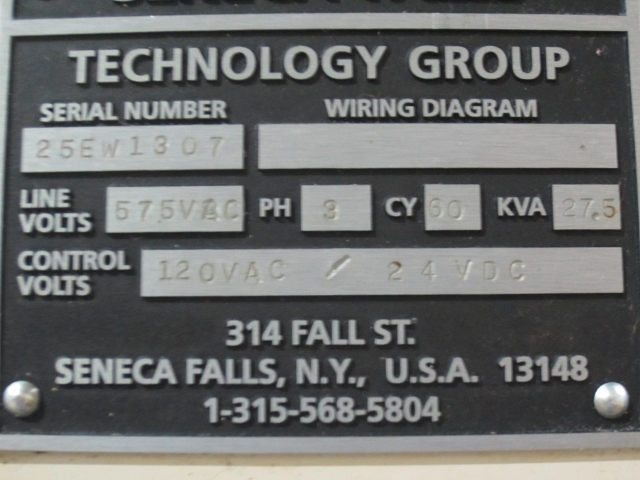 TECHNOLOGY GROUP
SERIAL NUMBER WIRING DIAGRAM
25EW1307
LINE VOLTS 575VAC PH 3 CY 60 KVA 27.5
CONTROL VOLTS 120VAC / 24VDC
314 FALL ST.
SENECA FALLS, N.Y., U.S.A. 13148
1-315-568-5804